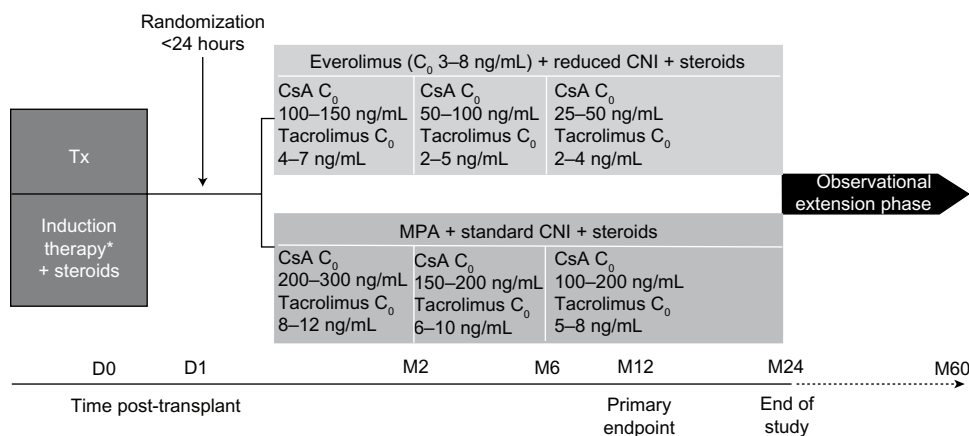 Randomization
<24 hours
Tx
Induction
therapy*
+ steroids
Everolimus (C₀ 3–8 ng/mL) + reduced CNI + steroids
CsA C₀
100–150 ng/mL
Tacrolimus C₀
4–7 ng/mL
CsA C₀
50–100 ng/mL
Tacrolimus C₀
2–5 ng/mL
CsA C₀
25–50 ng/mL
Tacrolimus C₀
2–4 ng/mL
MPA + standard CNI + steroids
CsA C₀
200–300 ng/mL
Tacrolimus C₀
8–12 ng/mL
CsA C₀
150–200 ng/mL
Tacrolimus C₀
6–10 ng/mL
CsA C₀
100–200 ng/mL
Tacrolimus C₀
5–8 ng/mL
Observational
extension phase
D0 D1 M2 M6 M12 M24 M60
Time post-transplant
Primary
endpoint
End of
study